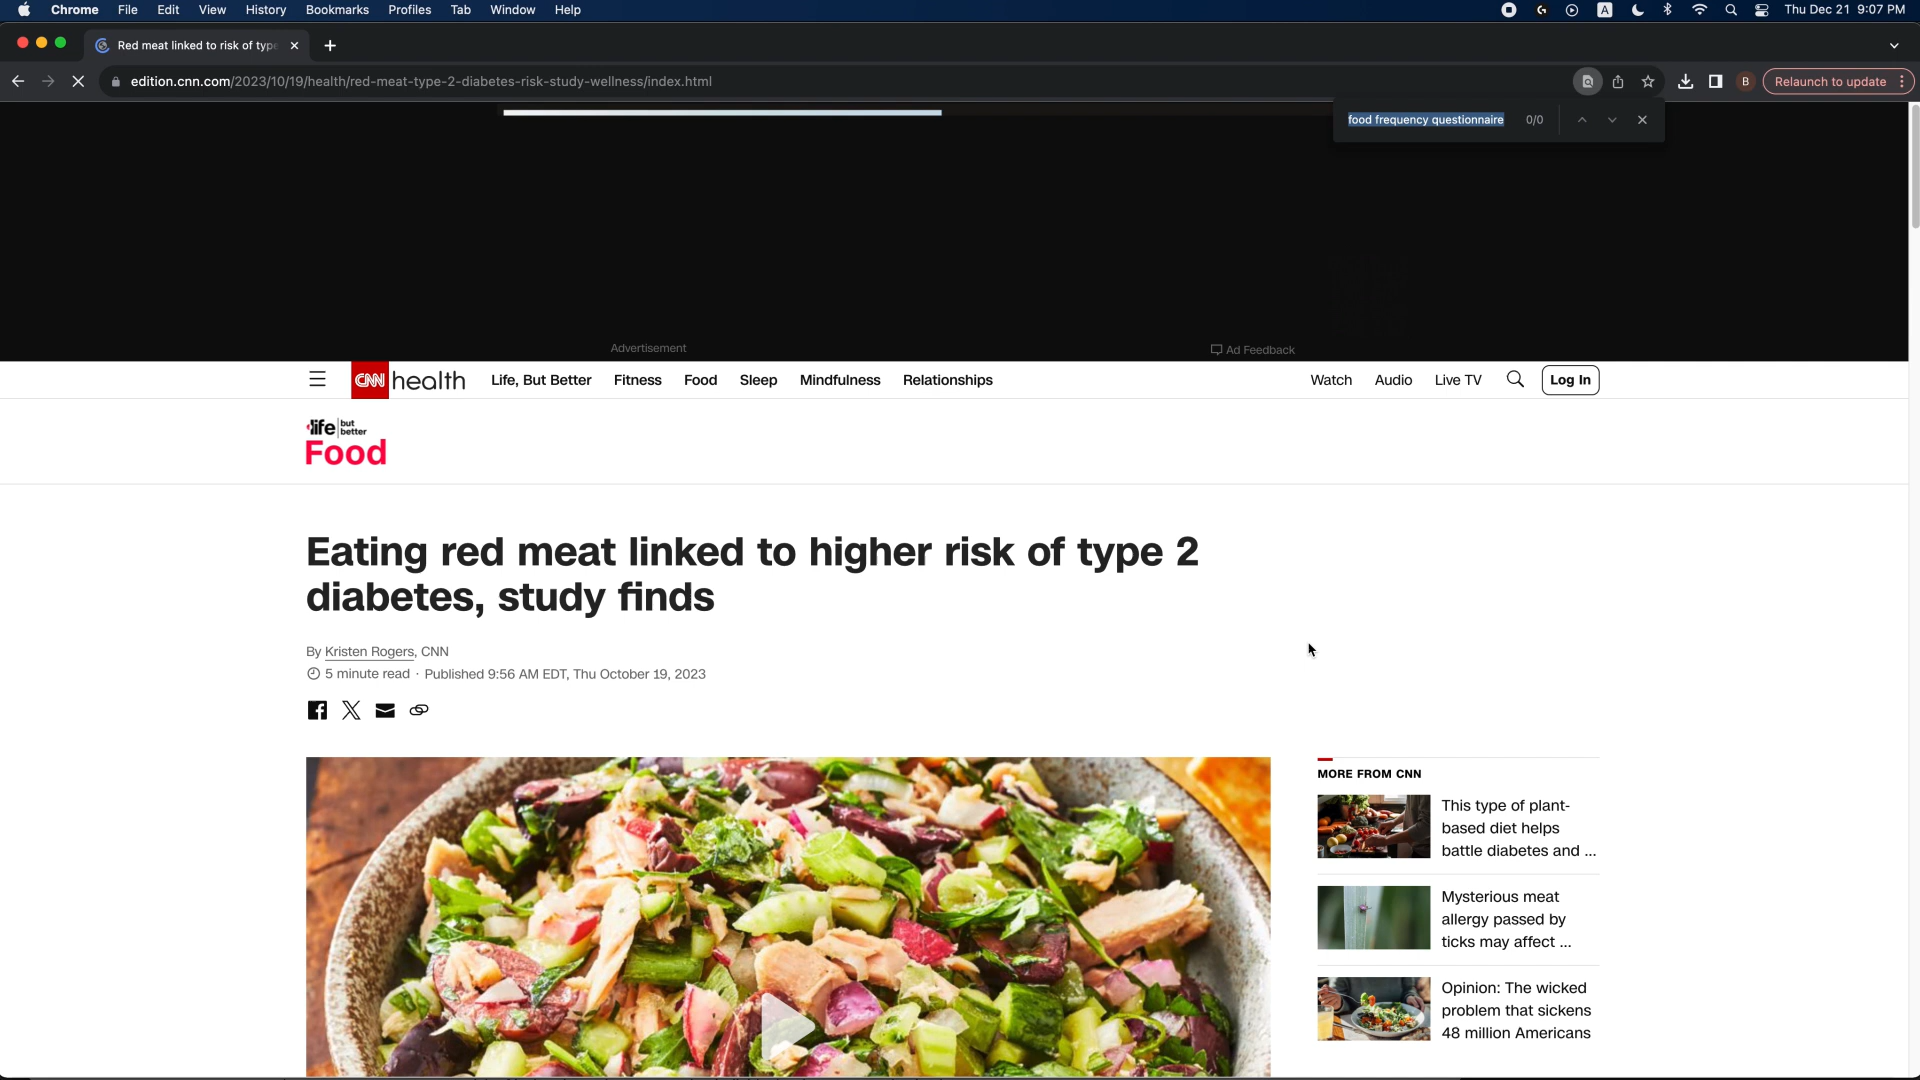 Chrome File Edit View History Bookmarks Profiles Tab Window Help
A
Thu Dec 21 9:07 PM
Red meat linked to risk of type
edition.cnn.com/2023/10/19/health/red-meat-type-2-diabetes-risk-study-wellness/index.html
B
Relaunch to update
food frequency questionnaire 0/0
Advertisement
Ad Feedback
CNN health Life, But Better Fitness Food Sleep Mindfulness Relationships Watch Audio Live TV Log In
life but better
Food
Eating red meat linked to higher risk of type 2
diabetes, study finds
By Kristen Rogers, CNN
5 minute read · Published 9:56 AM EDT, Thu October 19, 2023
MORE FROM CNN
This type of plant-
based diet helps
battle diabetes and ...
Mysterious meat
allergy passed by
ticks may affect ...
Opinion: The wicked
problem that sickens
48 million Americans